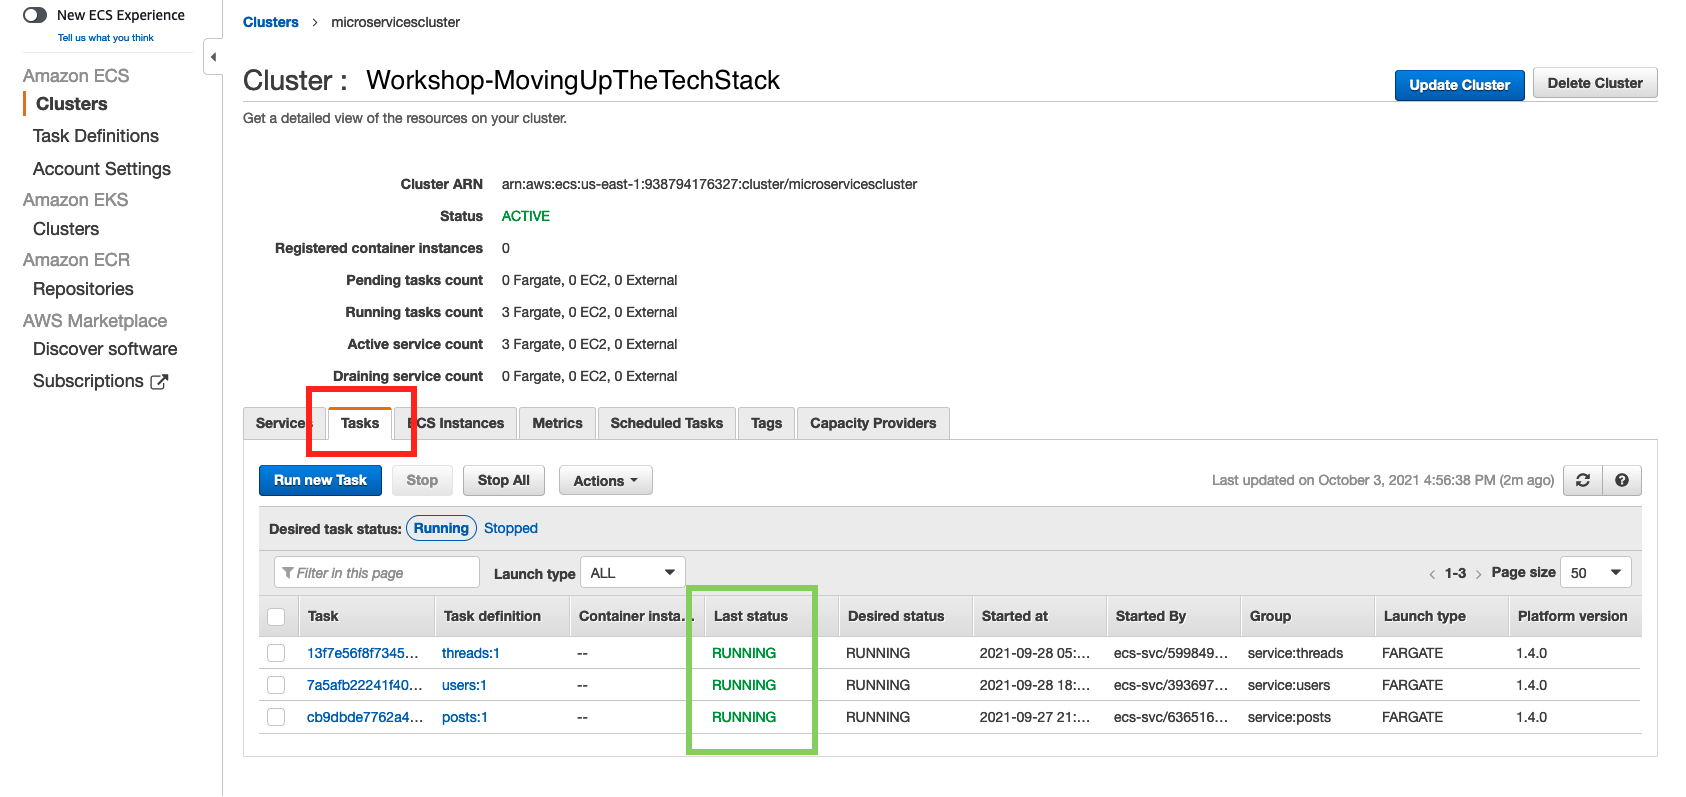 New ECS Experience
Tell us what you think
Amazon ECS
Clusters
Task Definitions
Account Settings
Amazon EKS
Clusters
Amazon ECR
Repositories
AWS Marketplace
Discover software
Subscriptions
Clusters > microservicescluster
Cluster : Workshop-MovingUpTheTechStack
Update Cluster Delete Cluster
Get a detailed view of the resources on your cluster.
Cluster ARN arn:aws:ecs:us-east-1:938794176327:cluster/microservicescluster
Status ACTIVE
Registered container instances 0
Pending tasks count 0 Fargate, 0 EC2, 0 External
Running tasks count 3 Fargate, 0 EC2, 0 External
Active service count 3 Fargate, 0 EC2, 0 External
Draining service count 0 Fargate, 0 EC2, 0 External
Services Tasks ECS Instances Metrics Scheduled Tasks Tags Capacity Providers
Run new Task Stop Stop All Actions Last updated on October 3, 2021 4:56:38 PM (2m ago)
Desired task status: Running Stopped
Filter in this page Launch type ALL < 1-3 > Page size 50
Task Task definition Container insta... Last status Desired status Started at Started By Group Launch type Platform version
13f7e56f8f7345... threads:1 -- RUNNING RUNNING 2021-09-28 05:... ecs-svc/599849... service:threads FARGATE 1.4.0
7a5afb22241f40... users:1 -- RUNNING RUNNING 2021-09-28 18:... ecs-svc/393697... service:users FARGATE 1.4.0
cb9dbde7762a4... posts:1 -- RUNNING RUNNING 2021-09-27 21:... ecs-svc/636516... service:posts FARGATE 1.4.0